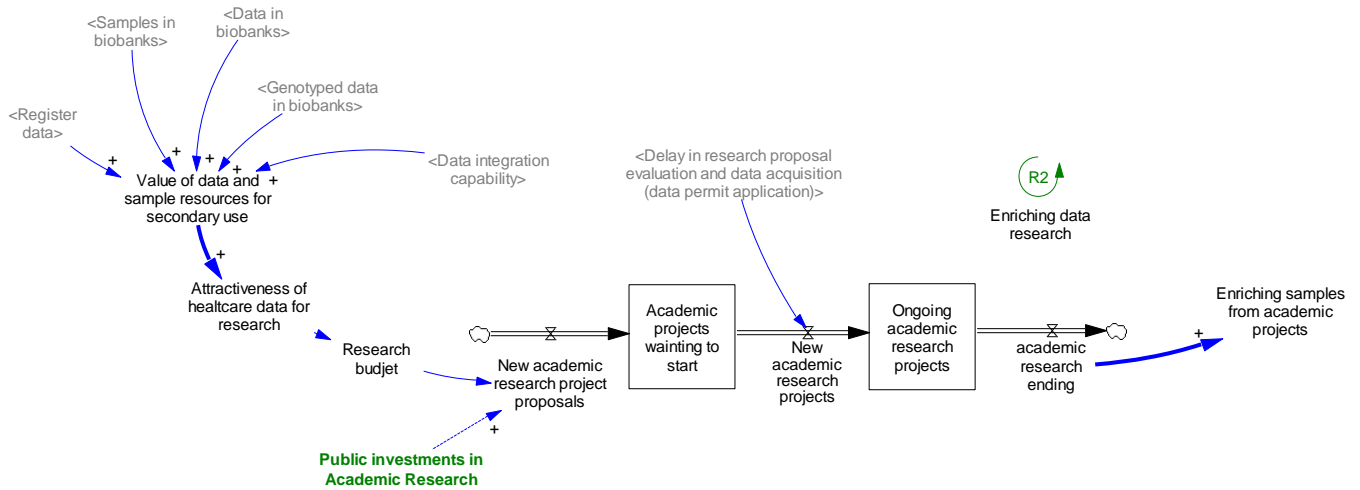 <Samples in
biobanks>
<Data in
biobanks>
<Register
data>
<Genotyped data
in biobanks>
<Data integration
capability>
<Delay in research proposal
evaluation and data acquisition
(data permit application)>
+
+
+
+
+
Value of data and
sample resources for
secondary use
R2
Enriching data
research
+
Attractiveness of
healtcare data for
research
Research
budjet
New academic
research project
proposals
+
Public investments in
Academic Research
Academic
projects
wainting to
start
New
academic
research
projects
Ongoing
academic
research
projects
academic
research
ending
+
Enriching samples
from academic
projects